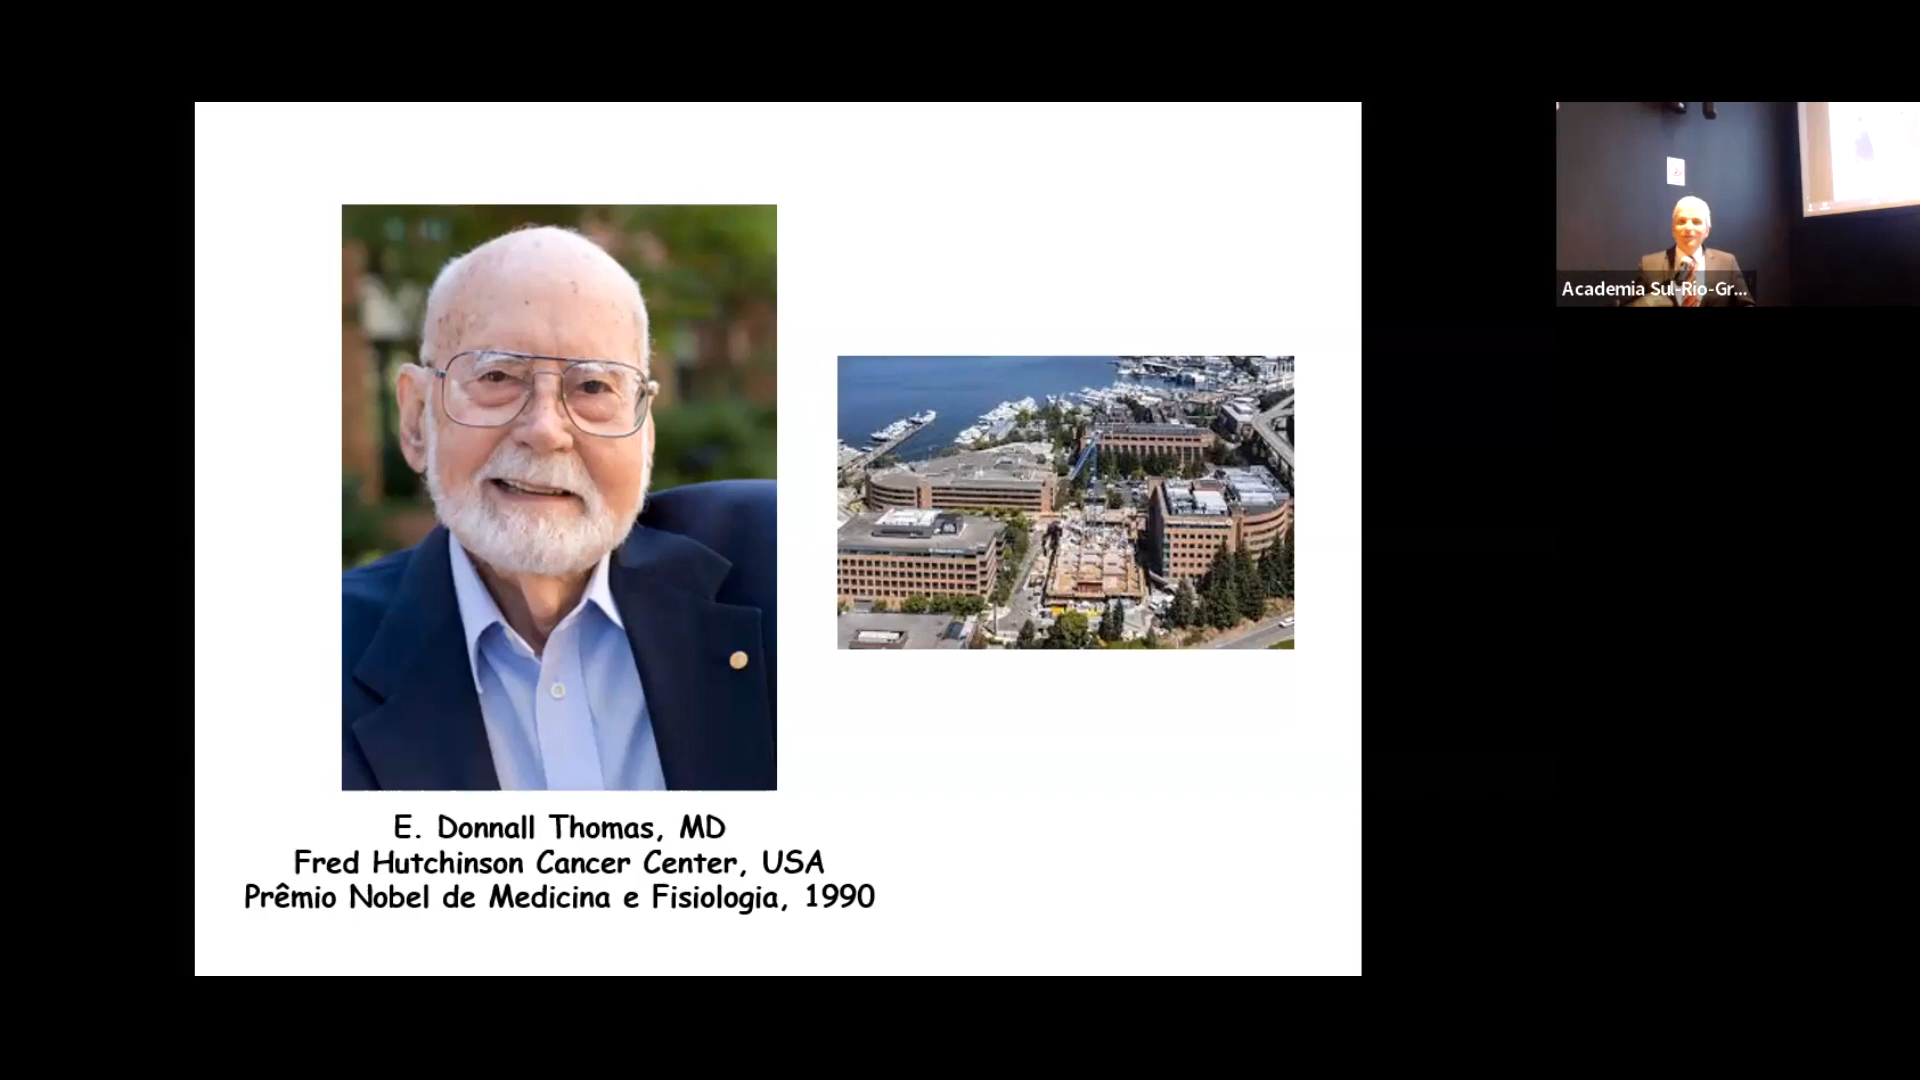 E. Donnall Thomas, MD
Fred Hutchinson Cancer Center, USA
Prêmio Nobel de Medicina e Fisiologia, 1990
Academia Sul-Rio-Gr...